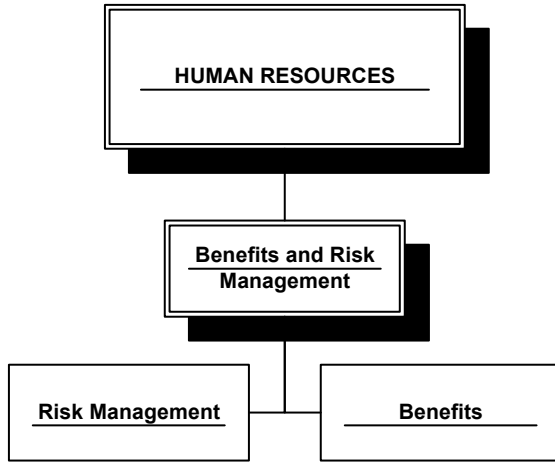 HUMAN RESOURCES
Benefits and Risk
Management
Risk Management
Benefits